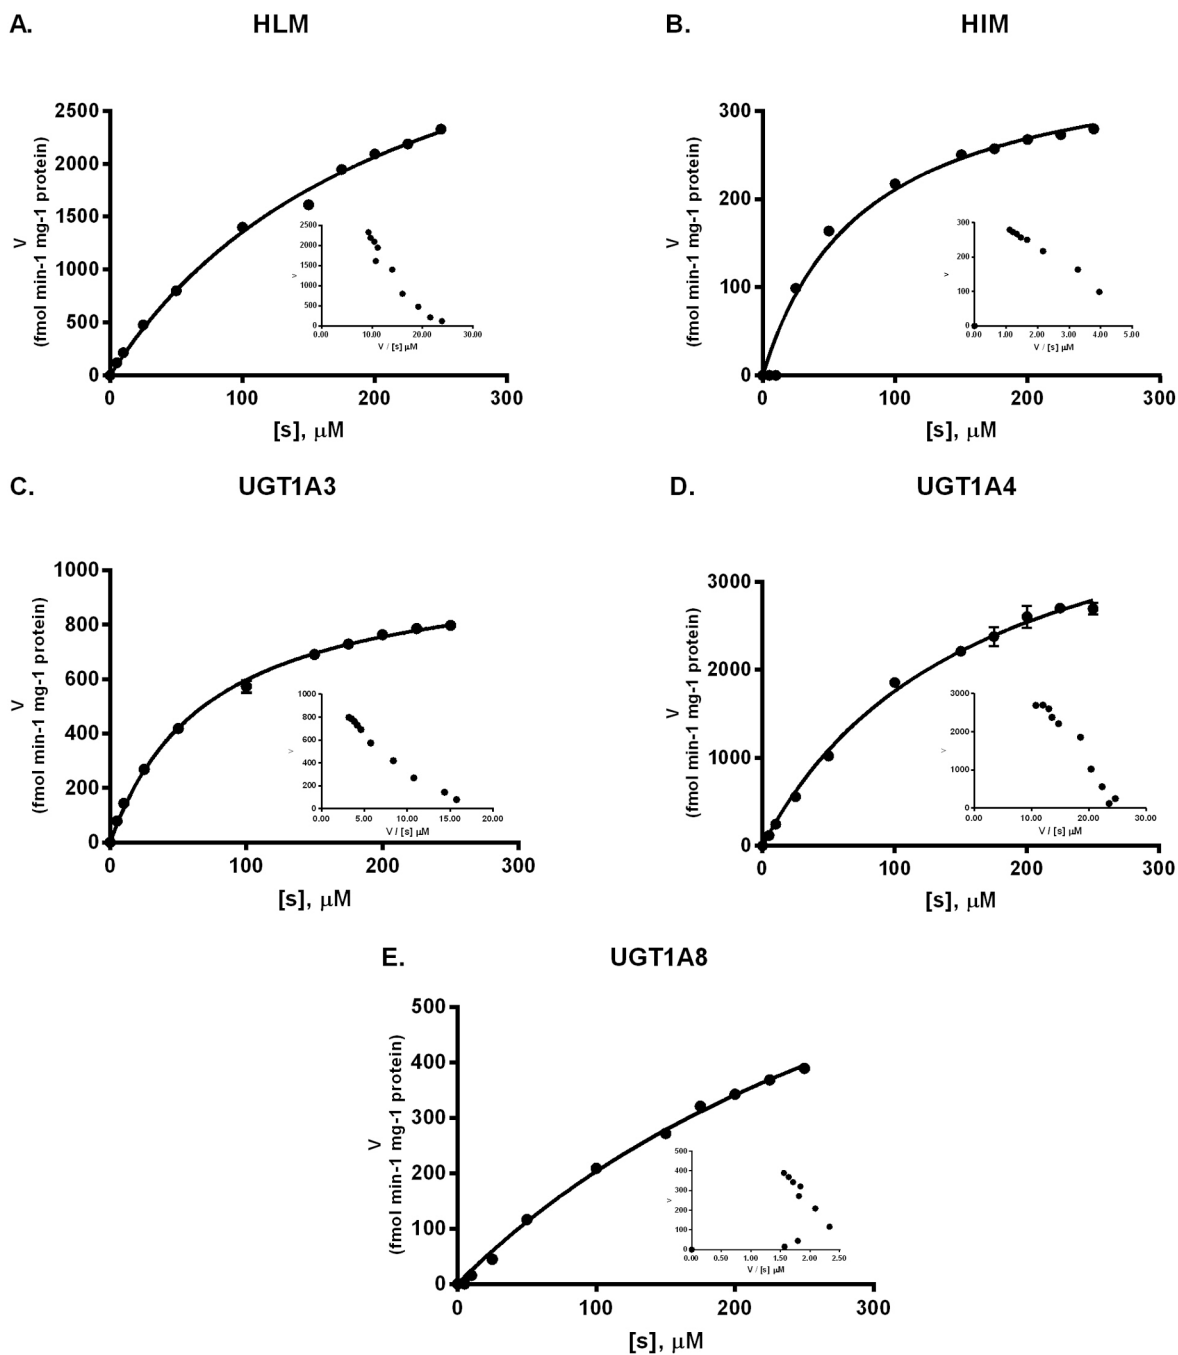 A.
HLM
2500
2000
1500
1000
500
0
V
(fmol min-1 mg-1 protein)
0 100 200 300
[s], μM
2500
2000
1500
1000
500
0
V
0.00 10.00 20.00 30.00
V / [s] μM
B.
HIM
300
200
100
0
V
(fmol min-1 mg-1 protein)
0 100 200 300
[s], μM
300
200
100
0
V
0.00 1.00 2.00 3.00 4.00 5.00
V / [s] μM
C.
UGT1A3
1000
800
600
400
200
0
V
(fmol min-1 mg-1 protein)
0 100 200 300
[s], μM
1000
800
600
400
200
0
V
0.00 5.00 10.00 15.00 20.00
V / [s] μM
D.
UGT1A4
3000
2000
1000
0
V
(fmol min-1 mg-1 protein)
0 100 200 300
[s], μM
3000
2000
1000
0
V
0.00 10.00 20.00 30.00
V / [s] μM
E.
UGT1A8
500
400
300
200
100
0
V
(fmol min-1 mg-1 protein)
0 100 200 300
[s], μM
500
400
300
200
100
0
V
0.00 0.50 1.00 1.50 2.00 2.50
V / [s] μM